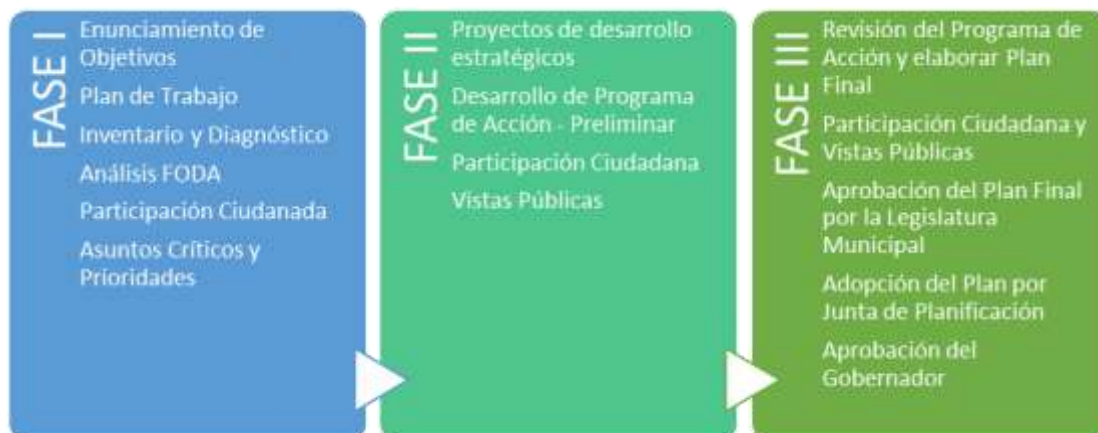 FASE I
Enunciamiento de
Objetivos
Plan de Trabajo
Inventario y Diagnóstico
Análisis FODA
Participación Ciudanada
Asuntos Críticos y
Prioridades
FASE II
Proyectos de desarrollo
estratégicos
Desarrollo de Programa
de Acción - Preliminar
Participación Ciudadana
Vistas Públicas
FASE III
Revisión del Programa de
Acción y elaborar Plan
Final
Participación Ciudadana y
Vistas Públicas
Aprobación del Plan Final
por la Legislatura
Municipal
Adopción del Plan por
Junta de Planificación
Aprobación del
Gobernador